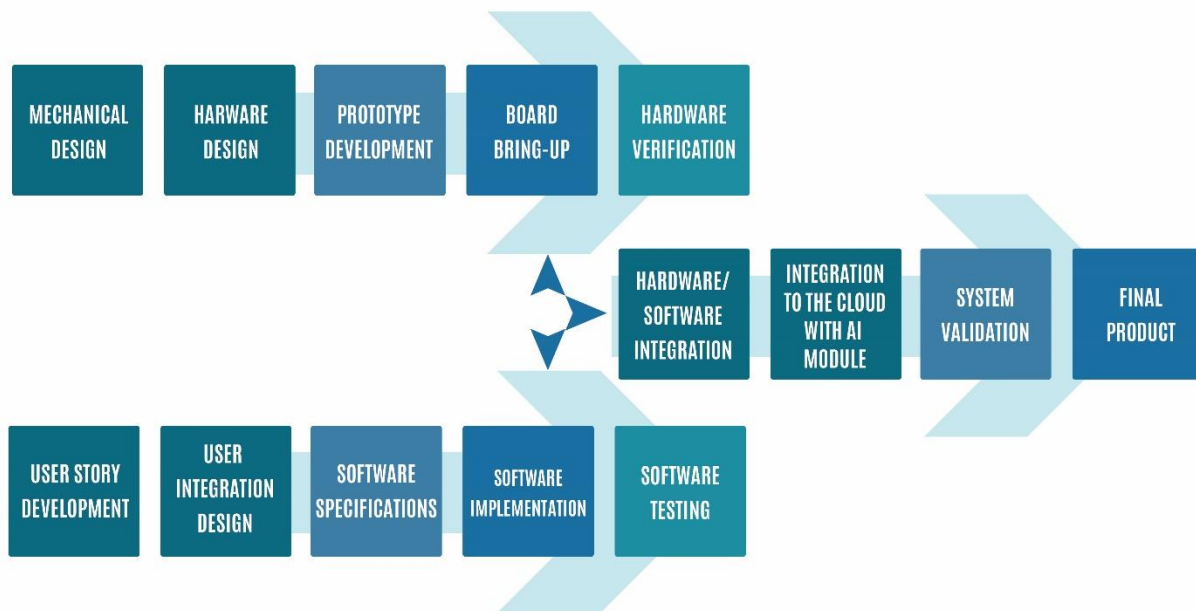 MECHANICAL
DESIGN
HARWARE
DESIGN
PROTOTYPE
DEVELOPMENT
BOARD
BRING-UP
HARDWARE
VERIFICATION
HARDWARE/
SOFTWARE
INTEGRATION
INTEGRATION
TO THE CLOUD
WITH AI
MODULE
SYSTEM
VALIDATION
FINAL
PRODUCT
USER STORY
DEVELOPMENT
USER
INTEGRATION
DESIGN
SOFTWARE
SPECIFICATIONS
SOFTWARE
IMPLEMENTATION
SOFTWARE
TESTING